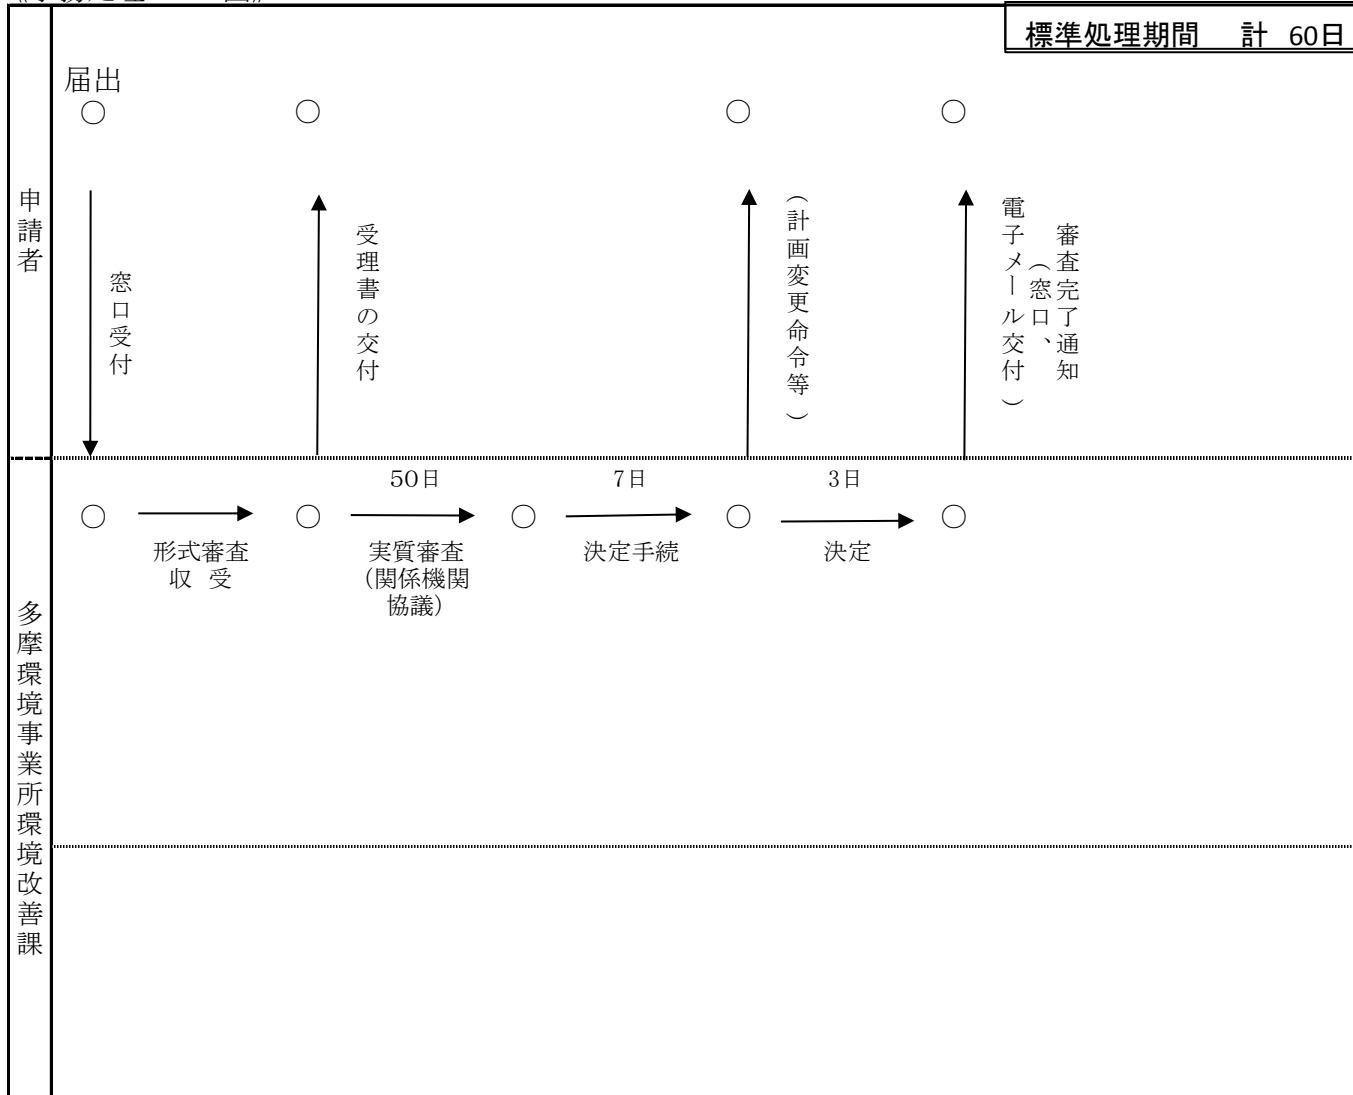 標準処理期間 計 60日
届出
申請者
窓口受付
受理書の交付
（計画変更命令等）
審査完了通知
（窓口、
電子メール交付）
50日
7日
3日
形式審査
収 受
実質審査
（関係機関
協議）
決定手続
決定
多摩環境事業所環境改善課